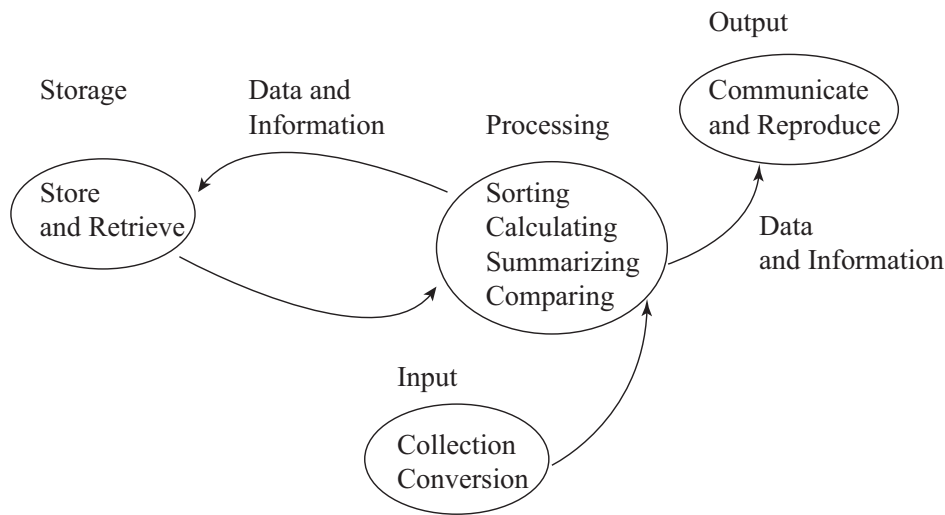 Output
Communicate
and Reproduce
Storage
Data and
Information
Processing
Store
and Retrieve
Sorting
Calculating
Summarizing
Comparing
Data
and Information
Input
Collection
Conversion